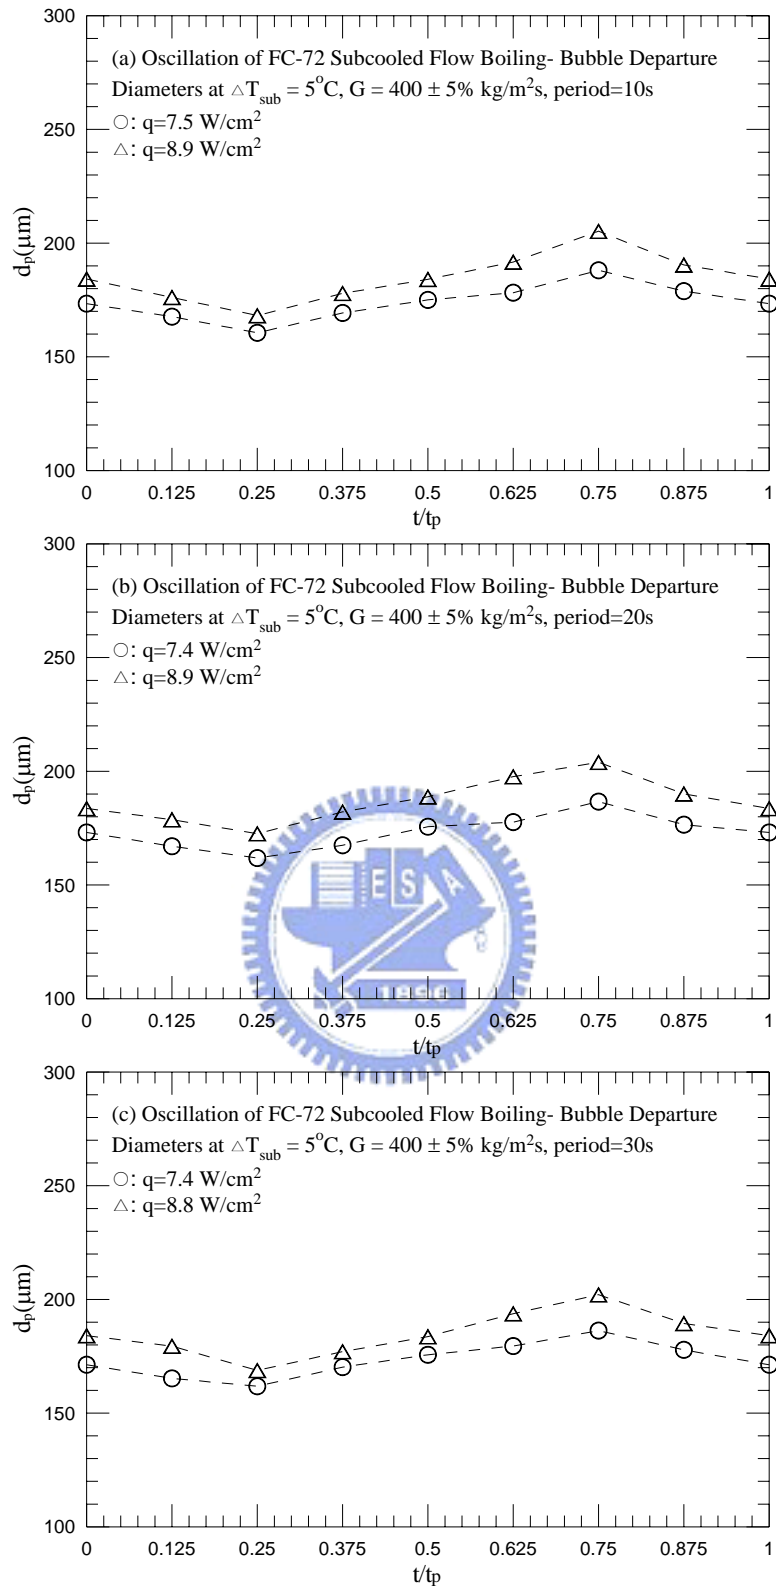 300
(a) Oscillation of FC-72 Subcooled Flow Boiling- Bubble Departure
Diameters at △Tsub = 5°C, G = 400 ± 5% kg/m²s, period=10s
○: q=7.5 W/cm²
△: q=8.9 W/cm²
250
200
150
100
dp(μm)
0 0.125 0.25 0.375 0.5 0.625 0.75 0.875 1
t/tp
300
(b) Oscillation of FC-72 Subcooled Flow Boiling- Bubble Departure
Diameters at △Tsub = 5°C, G = 400 ± 5% kg/m²s, period=20s
○: q=7.4 W/cm²
△: q=8.9 W/cm²
250
200
150
100
dp(μm)
E S A
1896
0 0.125 0.25 0.375 0.5 0.625 0.75 0.875 1
t/tp
300
(c) Oscillation of FC-72 Subcooled Flow Boiling- Bubble Departure
Diameters at △Tsub = 5°C, G = 400 ± 5% kg/m²s, period=30s
○: q=7.4 W/cm²
△: q=8.8 W/cm²
250
200
150
100
dp(μm)
0 0.125 0.25 0.375 0.5 0.625 0.75 0.875 1
t/tp